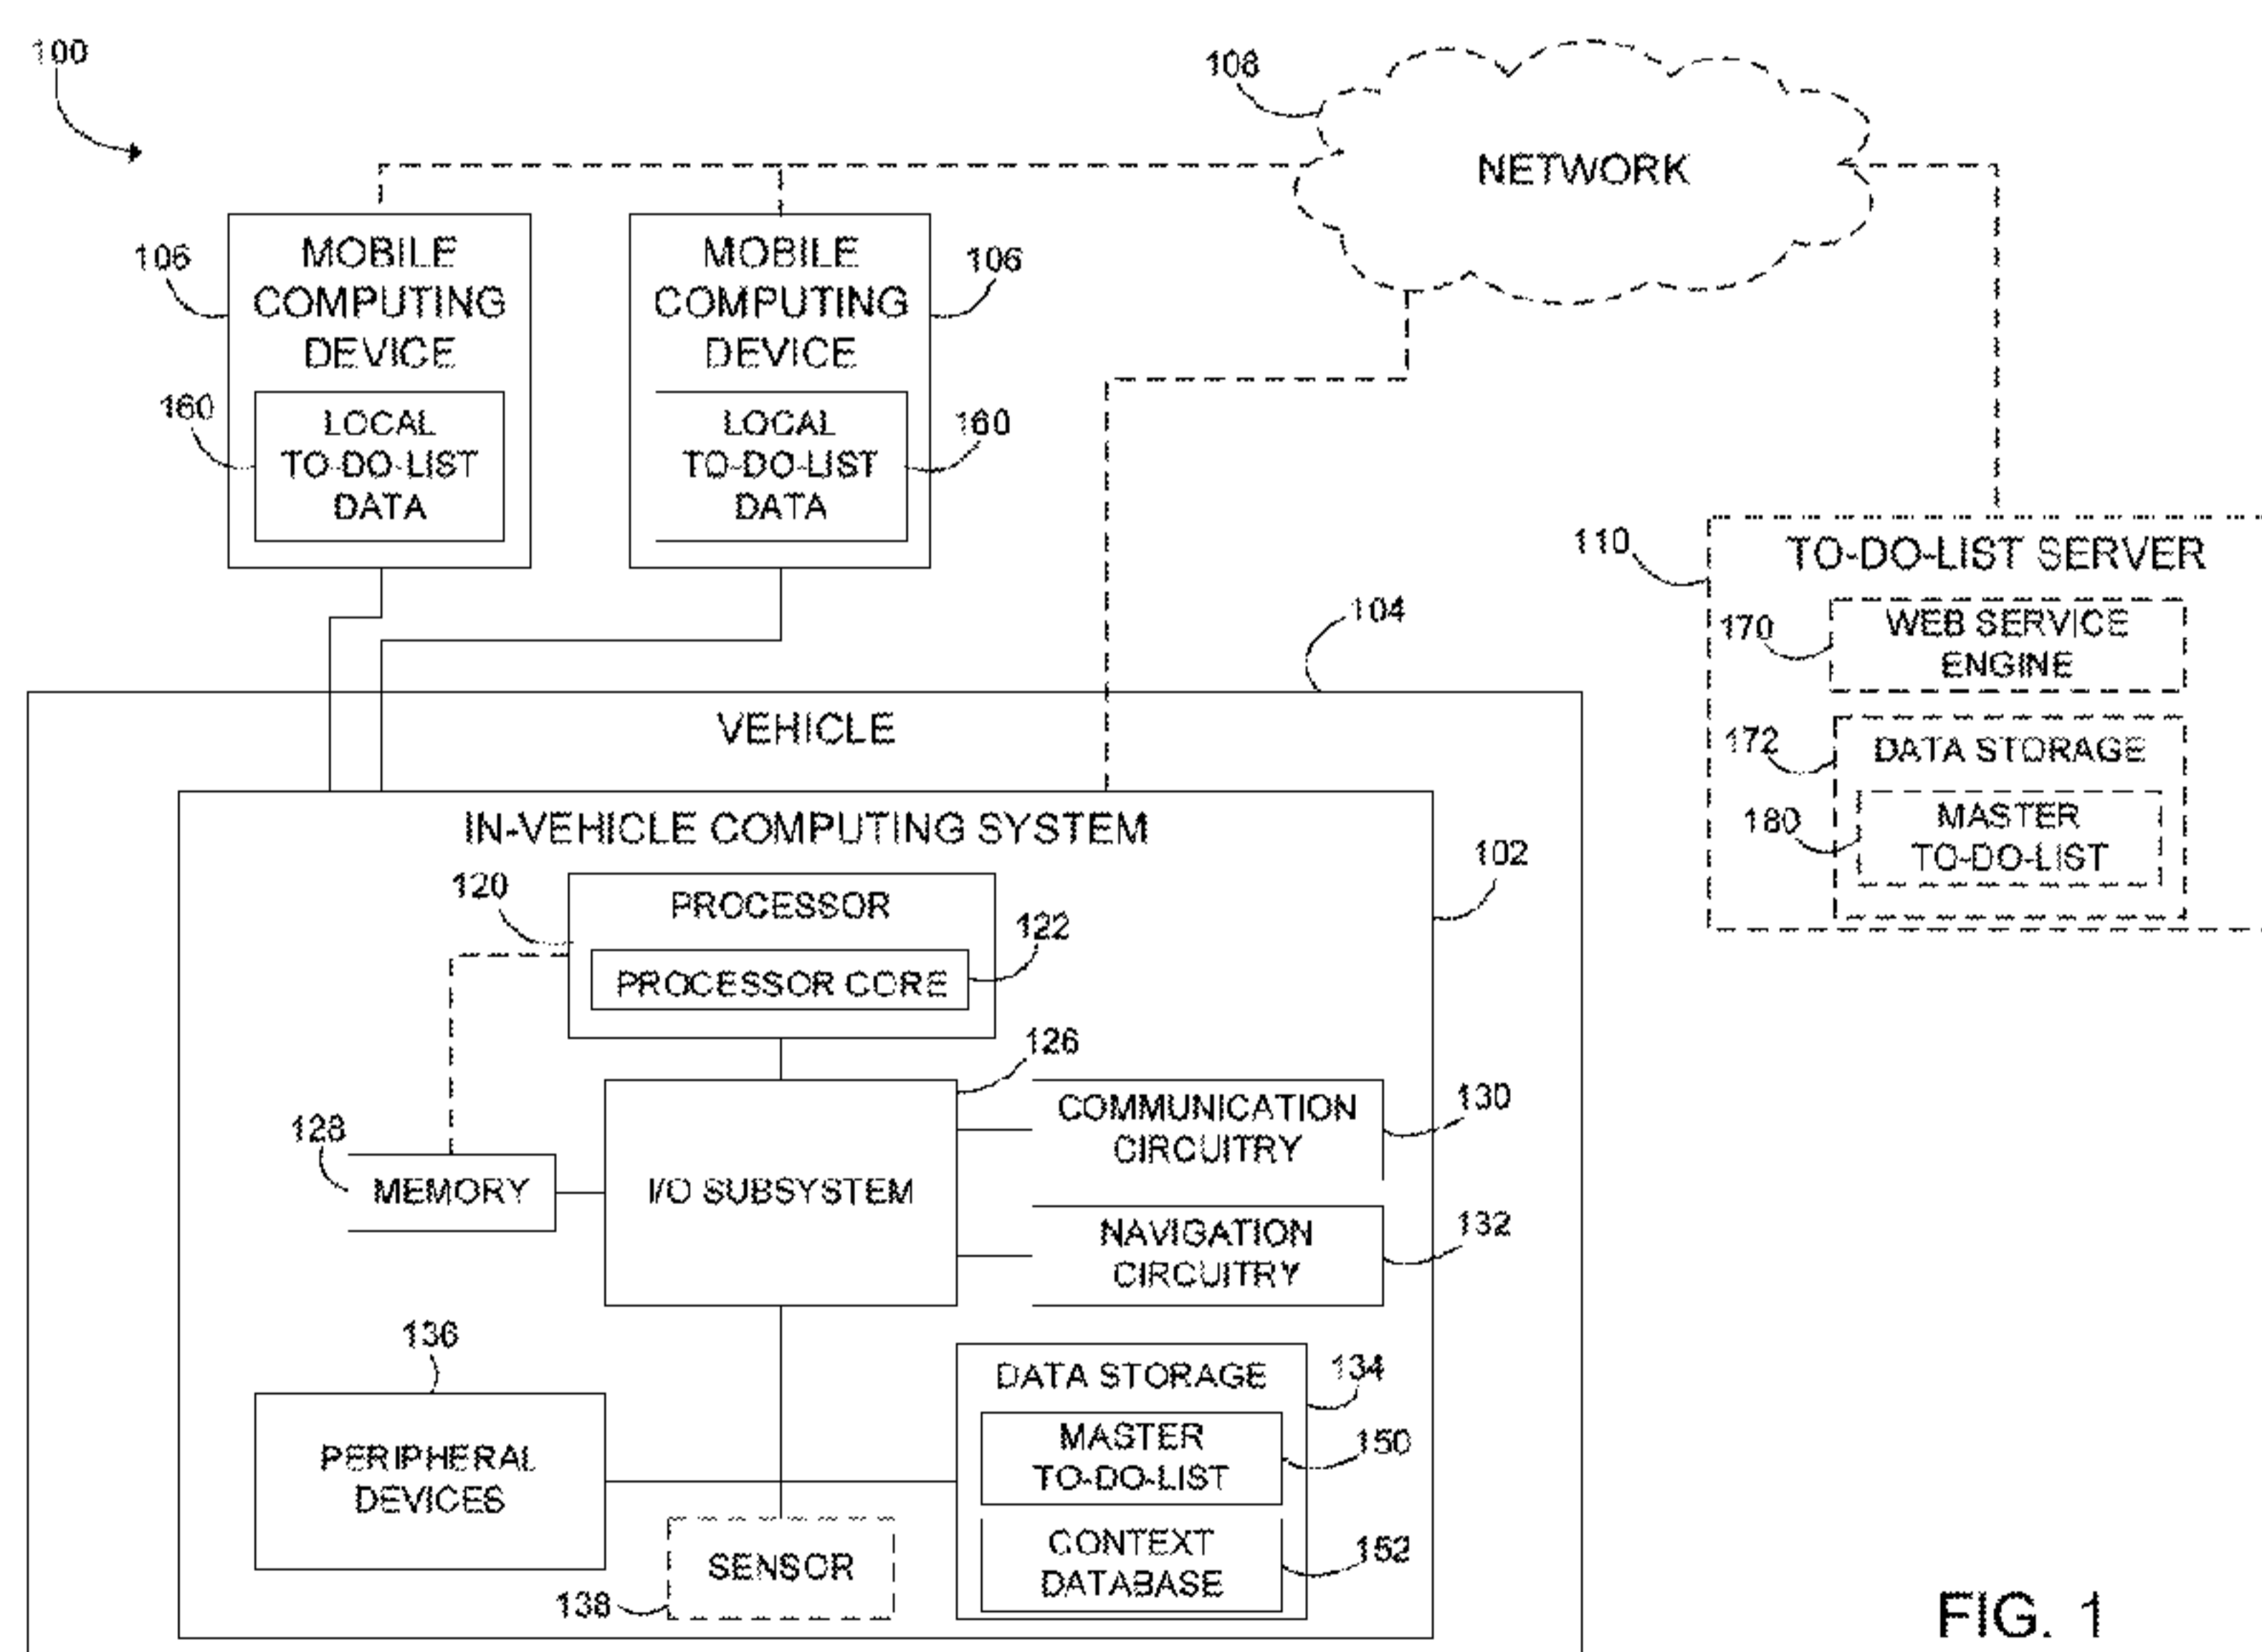 100
108
NETWORK
106
MOBILE
COMPUTING
DEVICE
160
LOCAL
TO-DO-LIST
DATA
MOBILE
COMPUTING
DEVICE
106
LOCAL
TO-DO-LIST
DATA
160
110
TO-DO-LIST SERVER
170
WEB SERVICE
ENGINE
172
DATA STORAGE
180
MASTER
TO-DO-LIST
104
VEHICLE
IN-VEHICLE COMPUTING SYSTEM
102
120
PROCESSOR
122
PROCESSOR CORE
126
I/O SUBSYSTEM
128
MEMORY
COMMUNICATION
CIRCUITRY
130
NAVIGATION
CIRCUITRY
132
136
PERIPHERAL
DEVICES
DATA STORAGE
134
MASTER
TO-DO-LIST
150
CONTEXT
DATABASE
152
SENSOR
138
FIG. 1